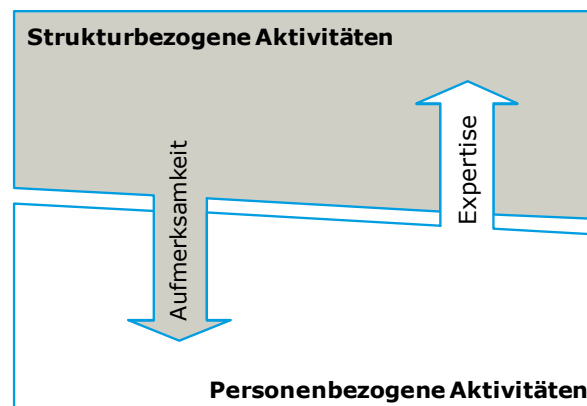 Strukturbezogene Aktivitäten
Aufmerksamkeit
Expertise
Personenbezogene Aktivitäten